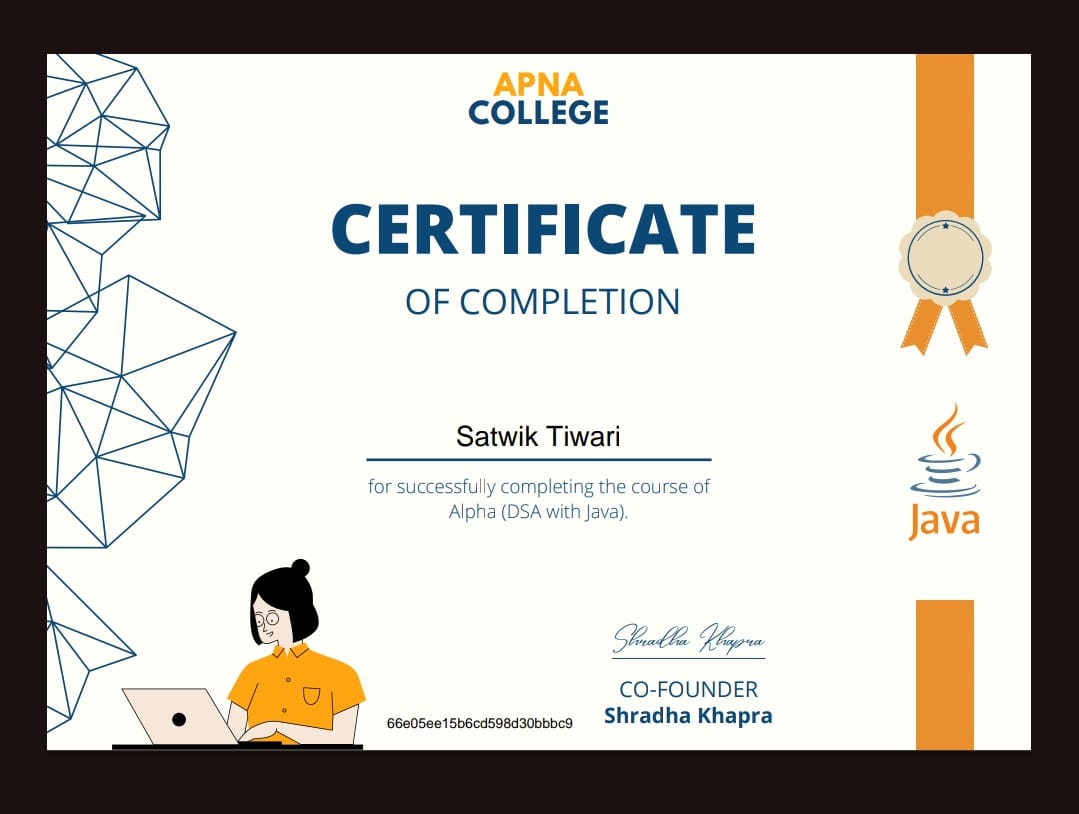 APNA
COLLEGE
CERTIFICATE
OF COMPLETION
Satwik Tiwari
for successfully completing the course of
Alpha (DSA with Java).
Java
Shradha Khapra
CO-FOUNDER
Shradha Khapra
66e05ee15b6cd598d30bbbc9